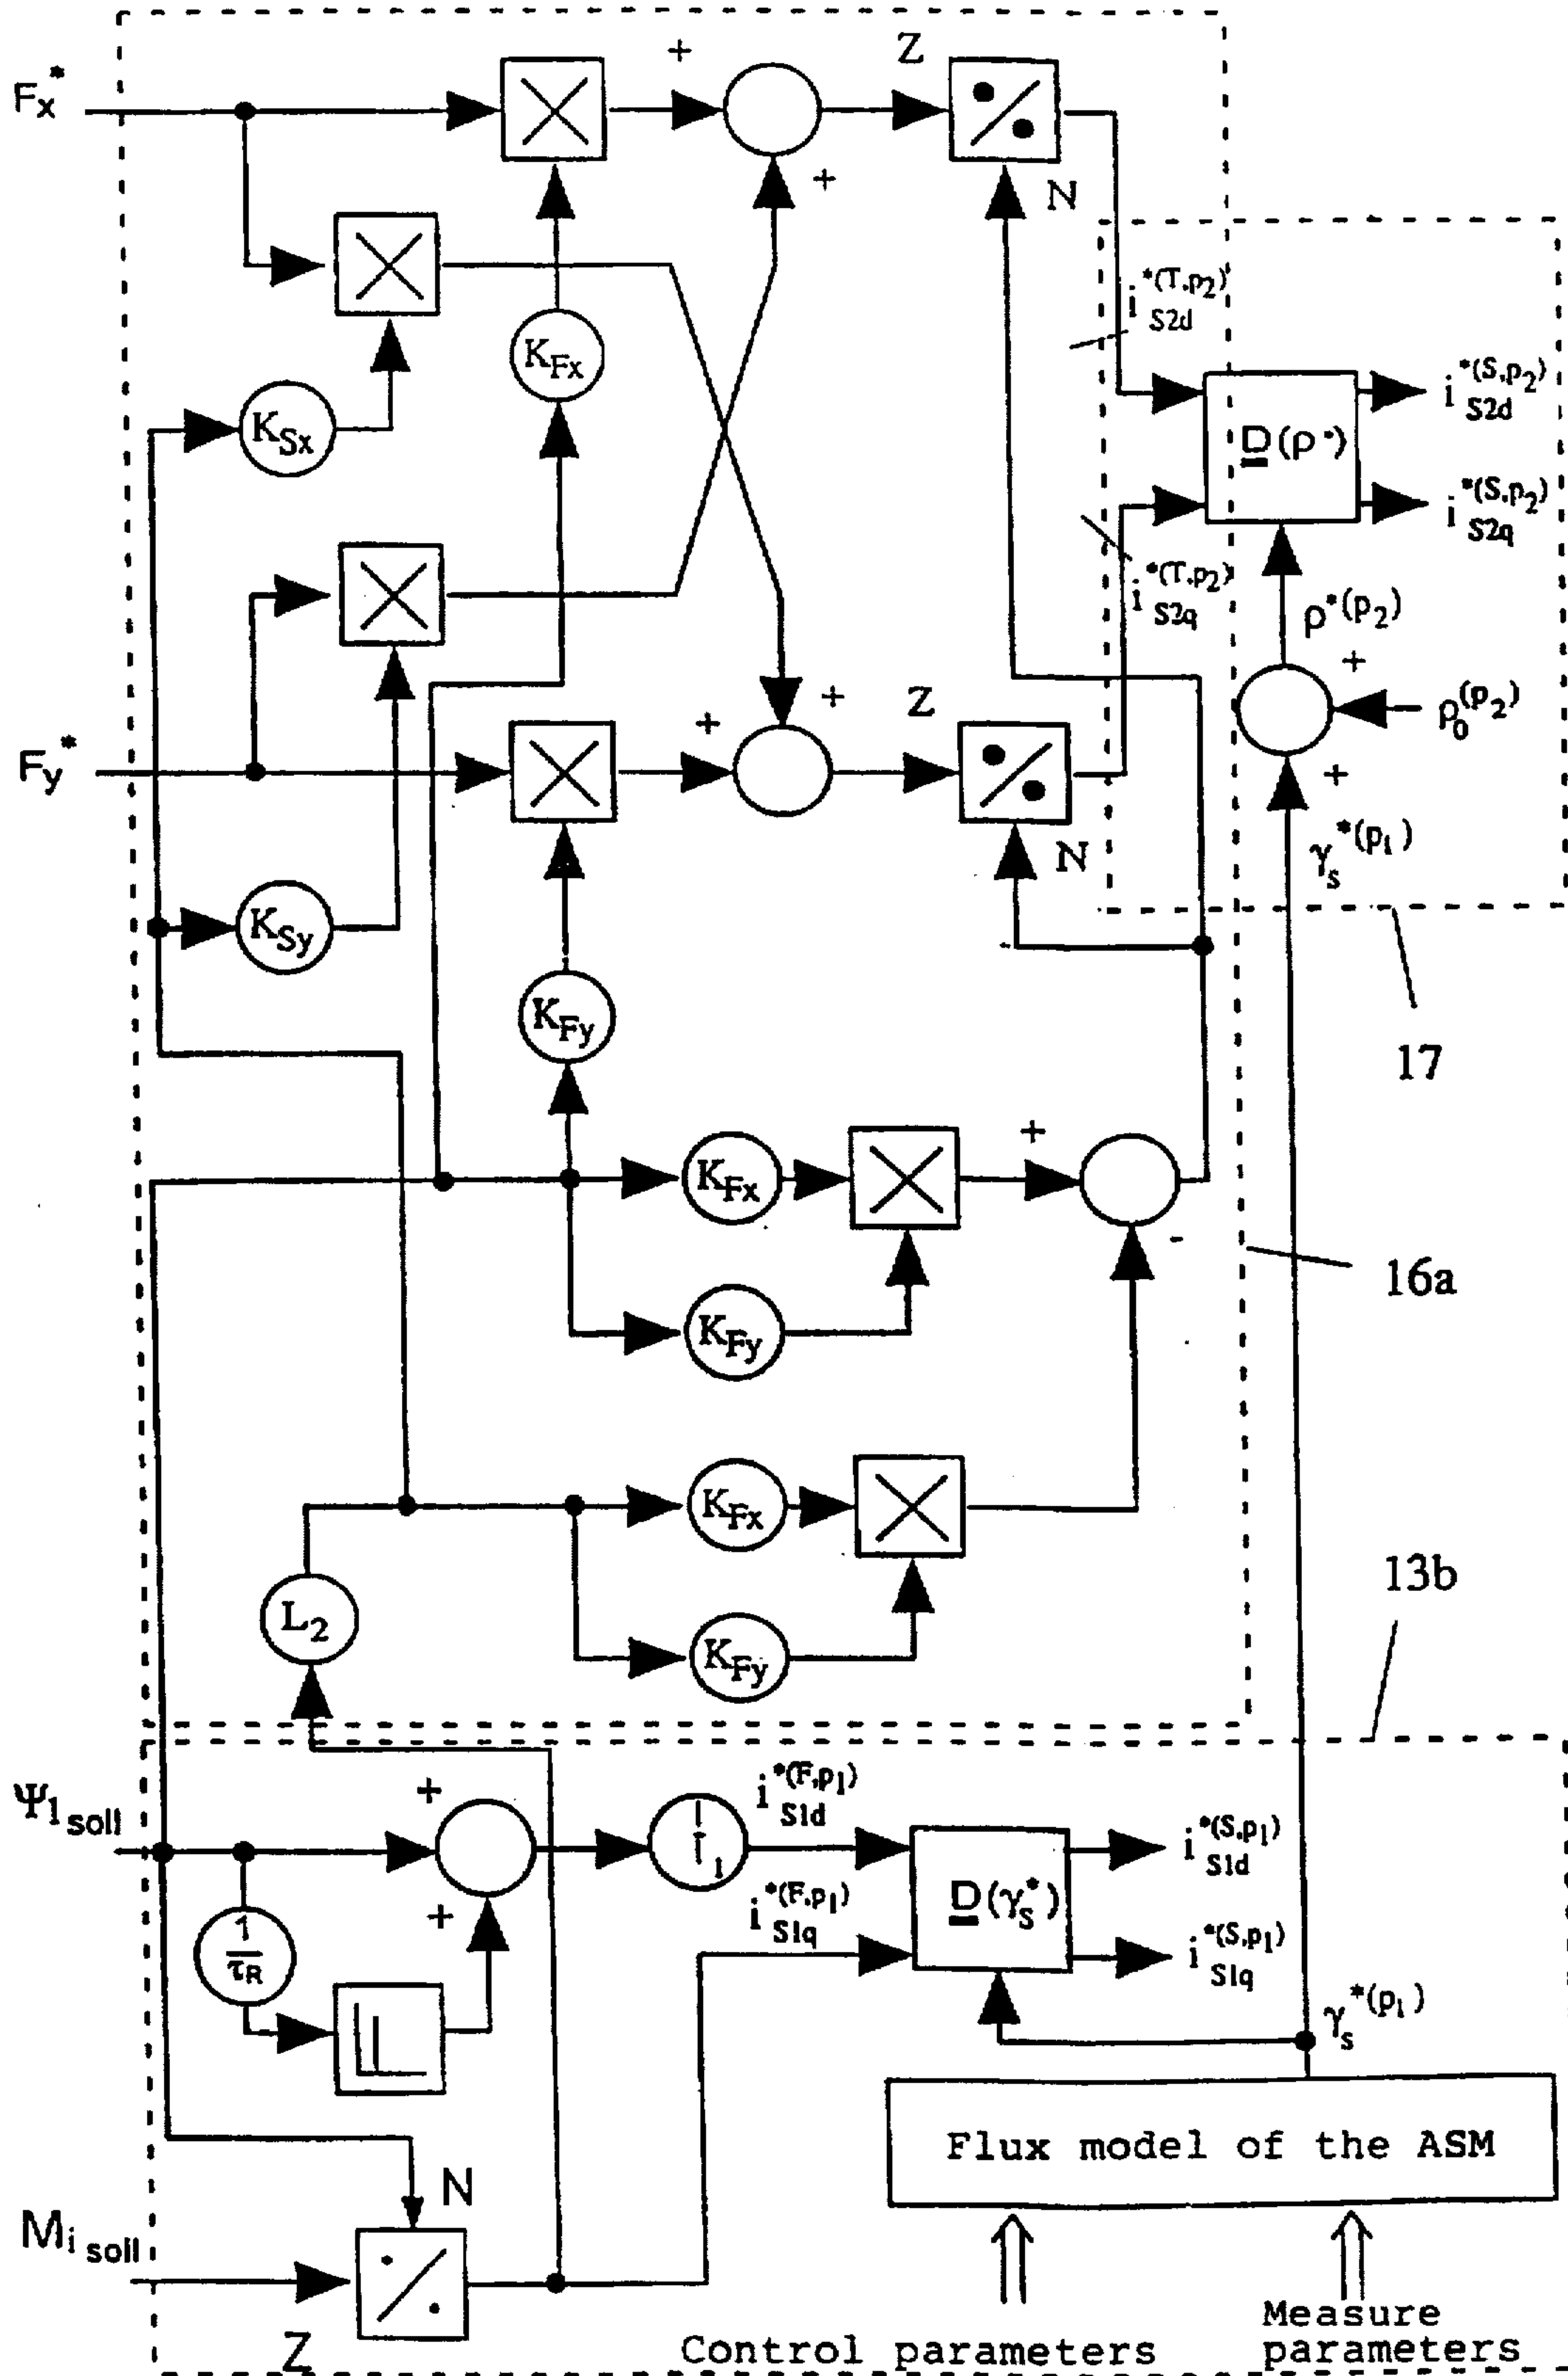 Fx*
+
Z
+
N
i*(T,p2)S2d
KFx
KSx
D(ρ*)
i*(S,p2)S2d
i*(S,p2)S2q
i*(T,p2)S2q
ρ*(p2)
+
ρ0(p2)
+
Fy*
+
+
Z
N
γs*(p1)
KSy
KFy
17
KFx
+
-
KFy
16a
KFx
KFy
L2
13b
Ψ1soll
+
+
i*(F,p1)S1d
i*(F,p1)S1q
D(γs*)
i*(S,p1)S1d
i*(S,p1)S1q
1
τR
γs*(p1)
Flux model of the ASM
N
Mi soll
Z
Control parameters
Measure
parameters